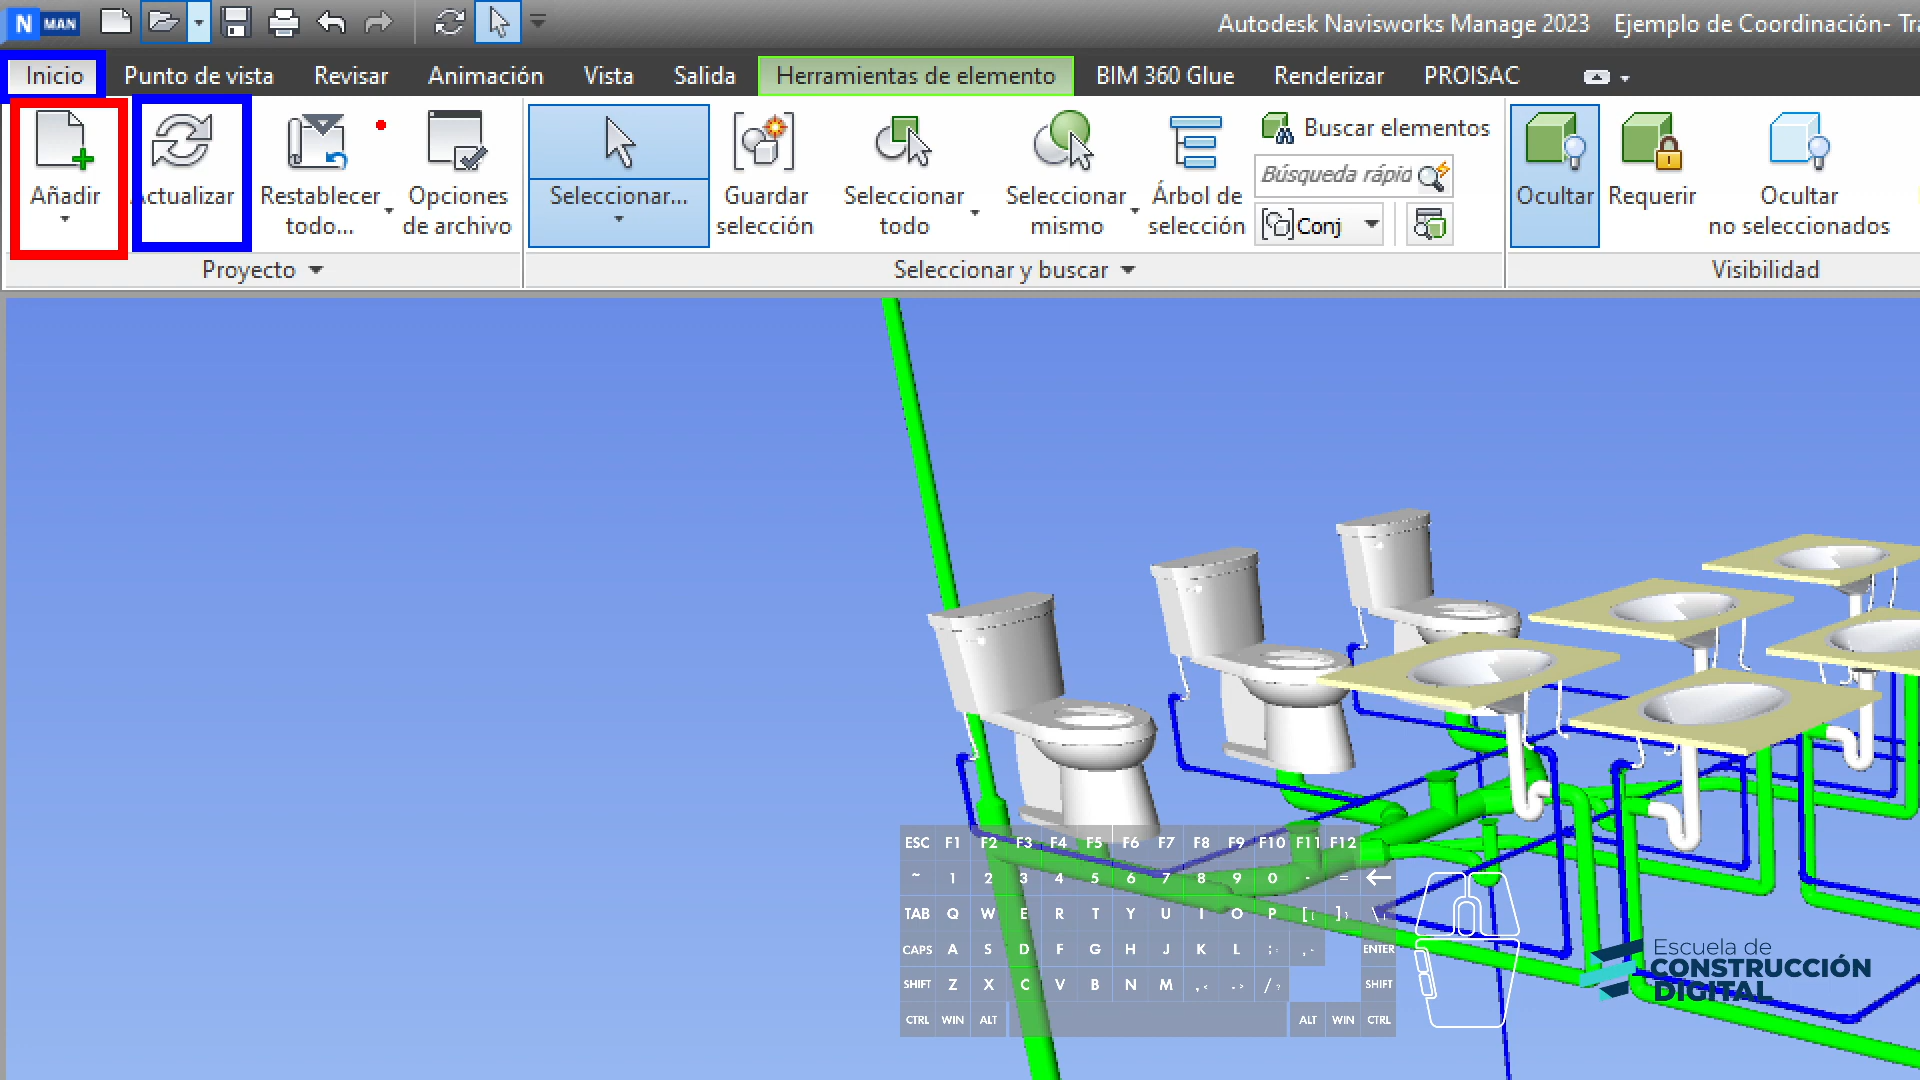 N MAN
Autodesk Navisworks Manage 2023 Ejemplo de Coordinación- Tra
Inicio Punto de vista Revisar Animación Vista Salida Herramientas de elemento BIM 360 Glue Renderizar PROISAC
Añadir
Actualizar
Restablecer
todo...
Opciones
de archivo
Seleccionar...
Guardar
selección
Seleccionar
todo
Seleccionar
mismo
Árbol de
selección
Buscar elementos
Búsqueda rápid
Conj
Ocultar
Requerir
Ocultar
no seleccionados
Proyecto
Seleccionar y buscar
Visibilidad
ESC F1 F2 F3 F4 F5 F6 F7 F8 F9 F10 F11 F12
~ 1 2 3 4 5 6 7 8 9 0 - =
TAB Q W E R T Y U I O P [ ] \
CAPS A S D F G H J K L ; ENTER
SHIFT Z X C V B N M , . / ? SHIFT
CTRL WIN ALT ALT WIN CTRL
Escuela de
CONSTRUCCIÓN
DIGITAL